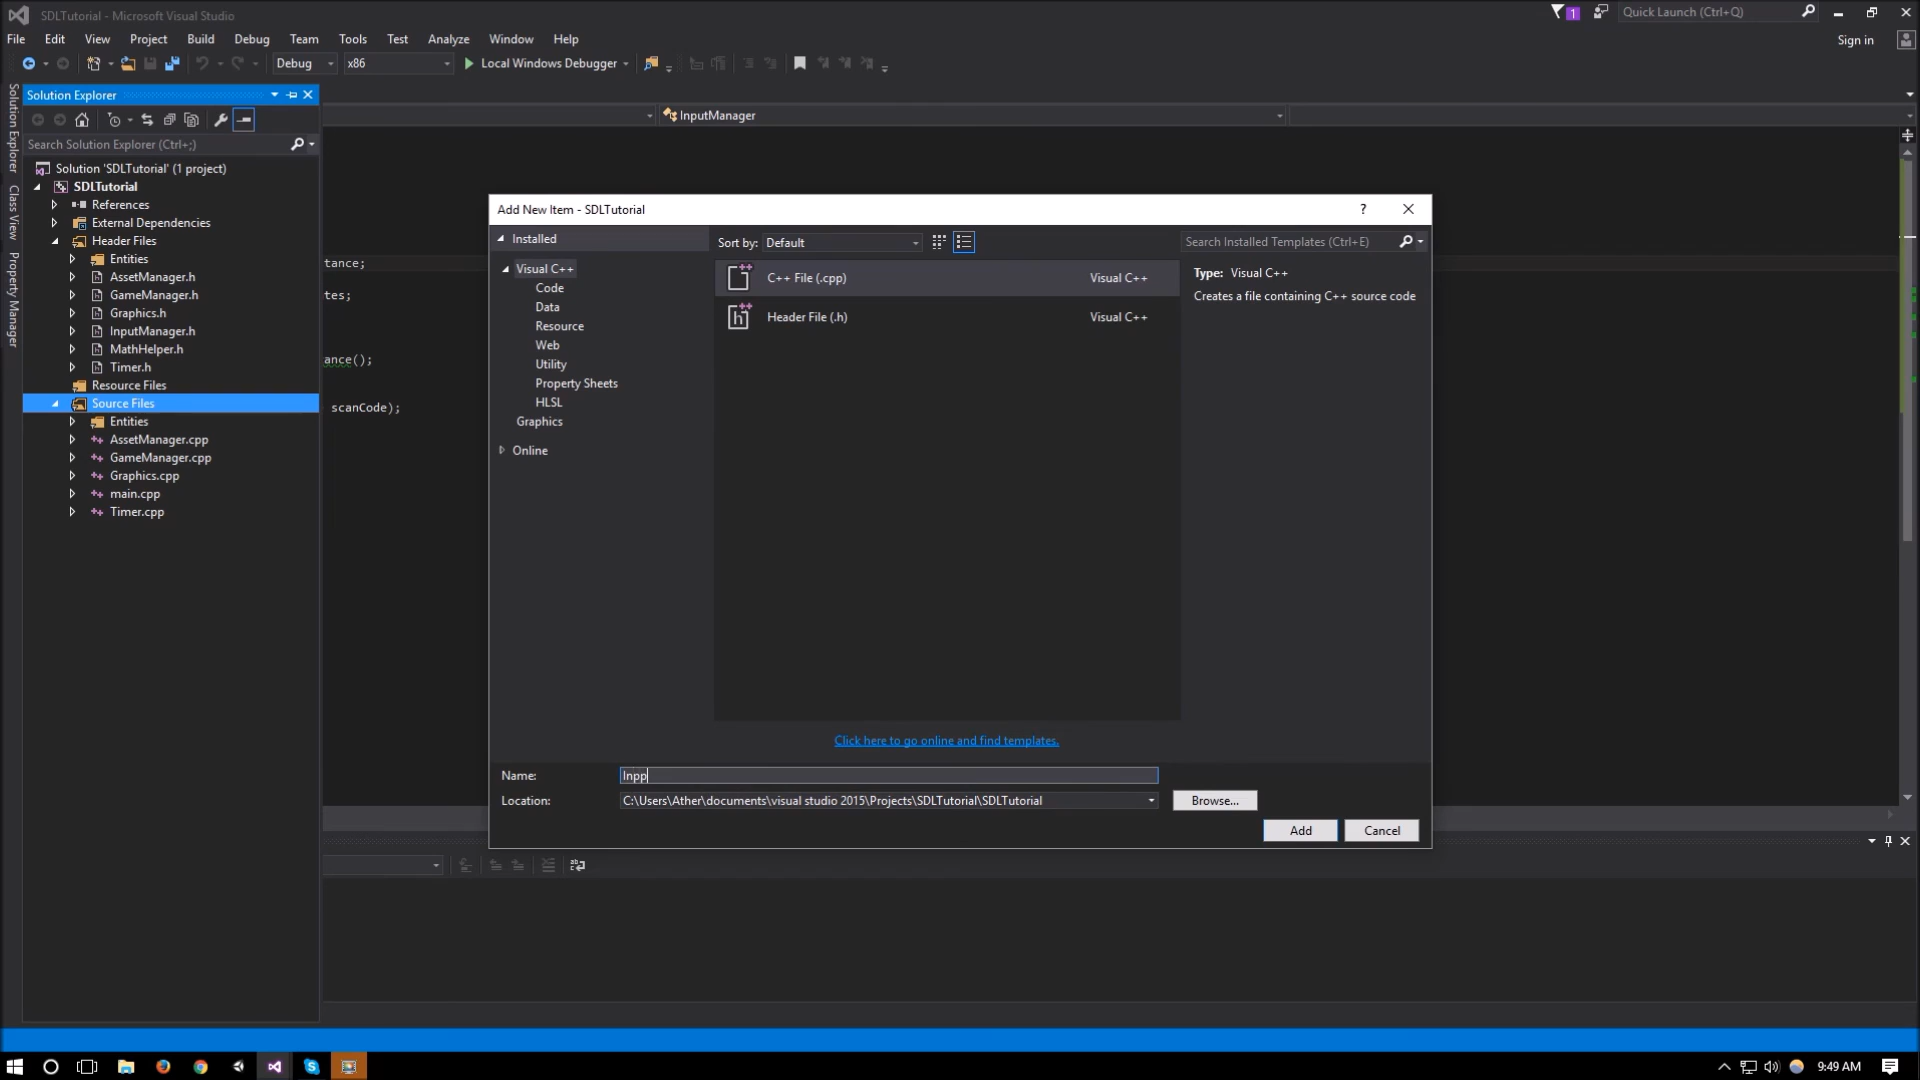 SDLTutorial - Microsoft Visual Studio
1
Quick Launch (Ctrl+Q)
File Edit View Project Build Debug Team Tools Test Analyze Window Help
Sign in
Debug x86 Local Windows Debugger
Solution Explorer
Class View
Property Manager
Solution Explorer
InputManager
Search Solution Explorer (Ctrl+;)
Solution 'SDLTutorial' (1 project)
SDLTutorial
References
External Dependencies
Header Files
Entities
AssetManager.h
GameManager.h
Graphics.h
InputManager.h
MathHelper.h
Timer.h
Resource Files
Source Files
Entities
AssetManager.cpp
GameManager.cpp
Graphics.cpp
main.cpp
Timer.cpp
tance;
tes;
ance();
scanCode);
Add New Item - SDLTutorial
?
Installed
Sort by: Default
Search Installed Templates (Ctrl+E)
Visual C++
Code
Data
Resource
Web
Utility
Property Sheets
HLSL
Graphics
Online
C++ File (.cpp) Visual C++
Header File (.h) Visual C++
Type: Visual C++
Creates a file containing C++ source code
Click here to go online and find templates.
Name: Inpp
Location: C:\Users\Ather\documents\visual studio 2015\Projects\SDLTutorial\SDLTutorial
Browse...
Add Cancel
9:49 AM